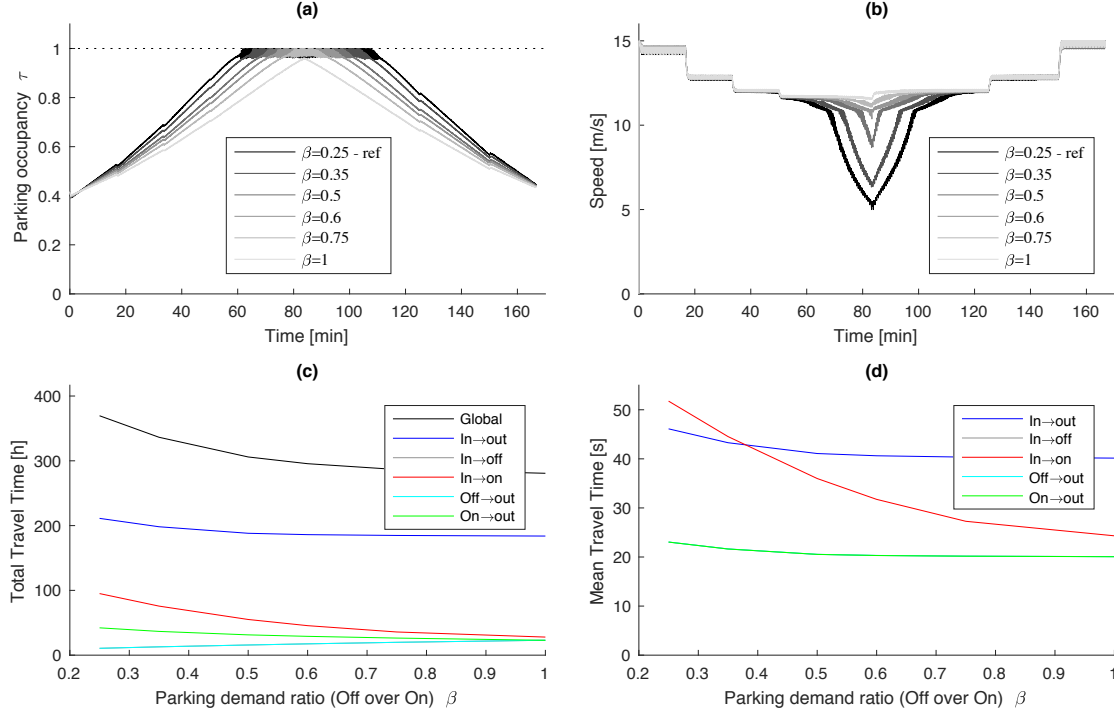 (a)
Parking occupancy τ
1
0.8
0.6
0.4
0.2
0
0 20 40 60 80 100 120 140 160
Time [min]
β=0.25 - ref
β=0.35
β=0.5
β=0.6
β=0.75
β=1
(b)
Speed [m/s]
15
10
5
0
0 20 40 60 80 100 120 140 160
Time [min]
β=0.25 - ref
β=0.35
β=0.5
β=0.6
β=0.75
β=1
(c)
Total Travel Time [h]
400
300
200
100
0
0.2 0.3 0.4 0.5 0.6 0.7 0.8 0.9 1
Parking demand ratio (Off over On) β
Global
In→out
In→off
In→on
Off→out
On→out
(d)
Mean Travel Time [s]
50
40
30
20
10
0
0.2 0.3 0.4 0.5 0.6 0.7 0.8 0.9 1
Parking demand ratio (Off over On) β
In→out
In→off
In→on
Off→out
On→out